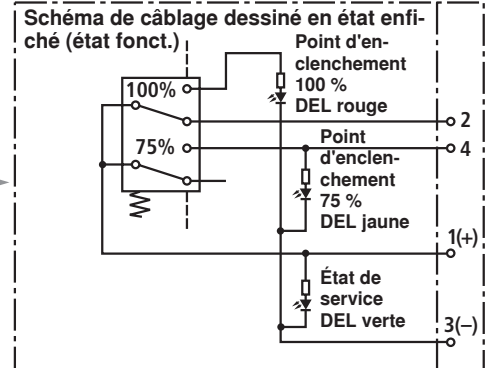 Schéma de câblage dessiné en état enfi-
ché (état fonct.)
Point d'en-
clenchement
100 %
DEL rouge
100%
2
75%
Point
d'enclen-
chement
75 %
DEL jaune
4
1(+)
État de
service
DEL verte
3(–)